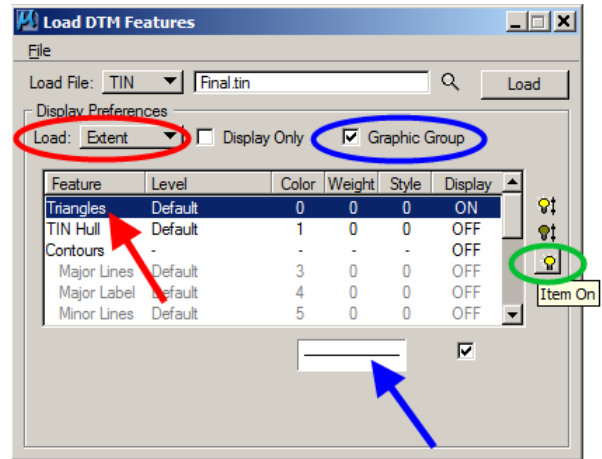 Load DTM Features
File
Load File: TIN Final.tin Load
Display Preferences
Load: Extent Display Only Graphic Group
Feature Level Color Weight Style Display
Triangles Default 0 0 0 ON
TIN Hull Default 1 0 0 OFF
Contours - - - - OFF
Major Lines Default 3 0 0 OFF
Major Label Default 4 0 0 OFF
Minor Lines Default 5 0 0 OFF
Item On